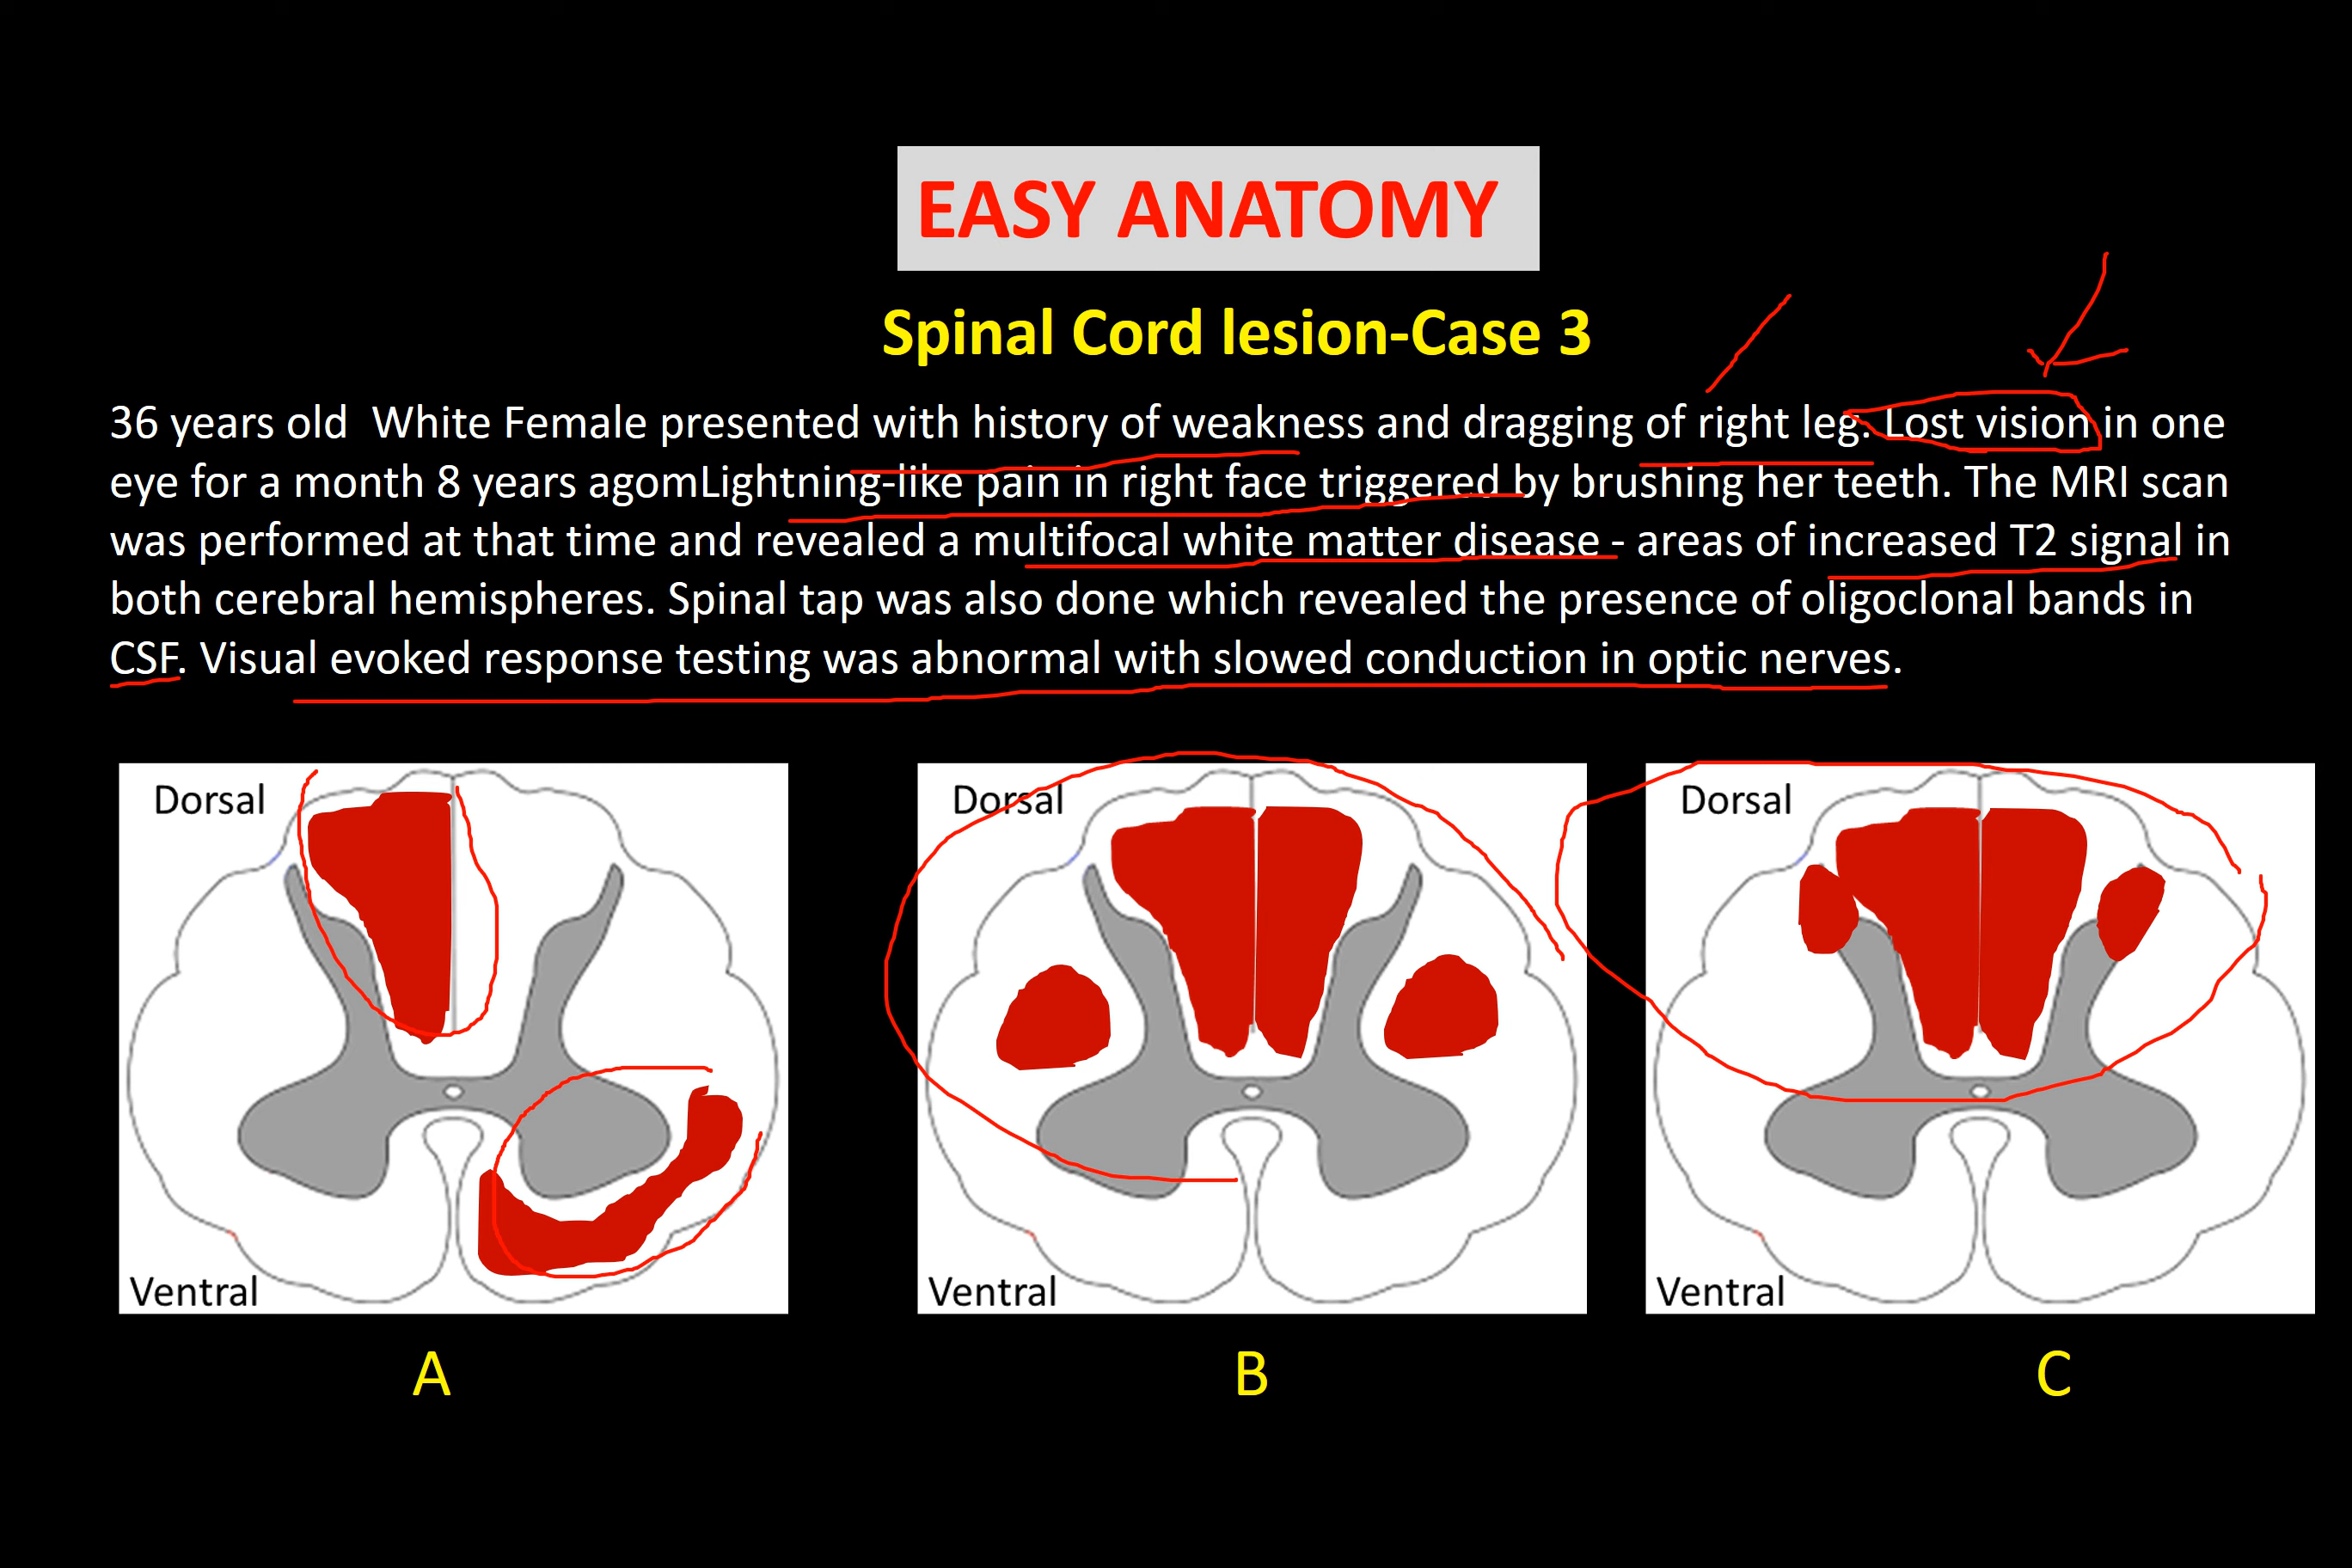 EASY ANATOMY
Spinal Cord lesion-Case 3
36 years old  White Female presented with history of weakness and dragging of right leg. Lost vision in one
eye for a month 8 years agomLightning-like pain in right face triggered by brushing her teeth. The MRI scan
was performed at that time and revealed a multifocal white matter disease - areas of increased T2 signal in
both cerebral hemispheres. Spinal tap was also done which revealed the presence of oligoclonal bands in
CSF. Visual evoked response testing was abnormal with slowed conduction in optic nerves.
Dorsal
Ventral
A
Dorsal
Ventral
B
Dorsal
Ventral
C